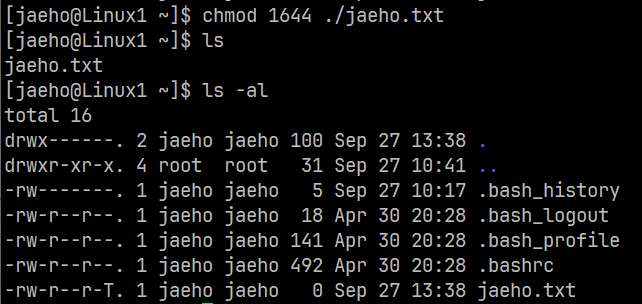 [jaeho@Linux1 ~]$ chmod 1644 ./jaeho.txt
[jaeho@Linux1 ~]$ ls
jaeho.txt
[jaeho@Linux1 ~]$ ls -al
total 16
drwx------. 2 jaeho jaeho 100 Sep 27 13:38 .
drwxr-xr-x. 4 root  root   31 Sep 27 10:41 ..
-rw-------. 1 jaeho jaeho   5 Sep 27 10:17 .bash_history
-rw-r--r--. 1 jaeho jaeho  18 Apr 30 20:28 .bash_logout
-rw-r--r--. 1 jaeho jaeho 141 Apr 30 20:28 .bash_profile
-rw-r--r--. 1 jaeho jaeho 492 Apr 30 20:28 .bashrc
-rw-r--r-T. 1 jaeho jaeho   0 Sep 27 13:38 jaeho.txt